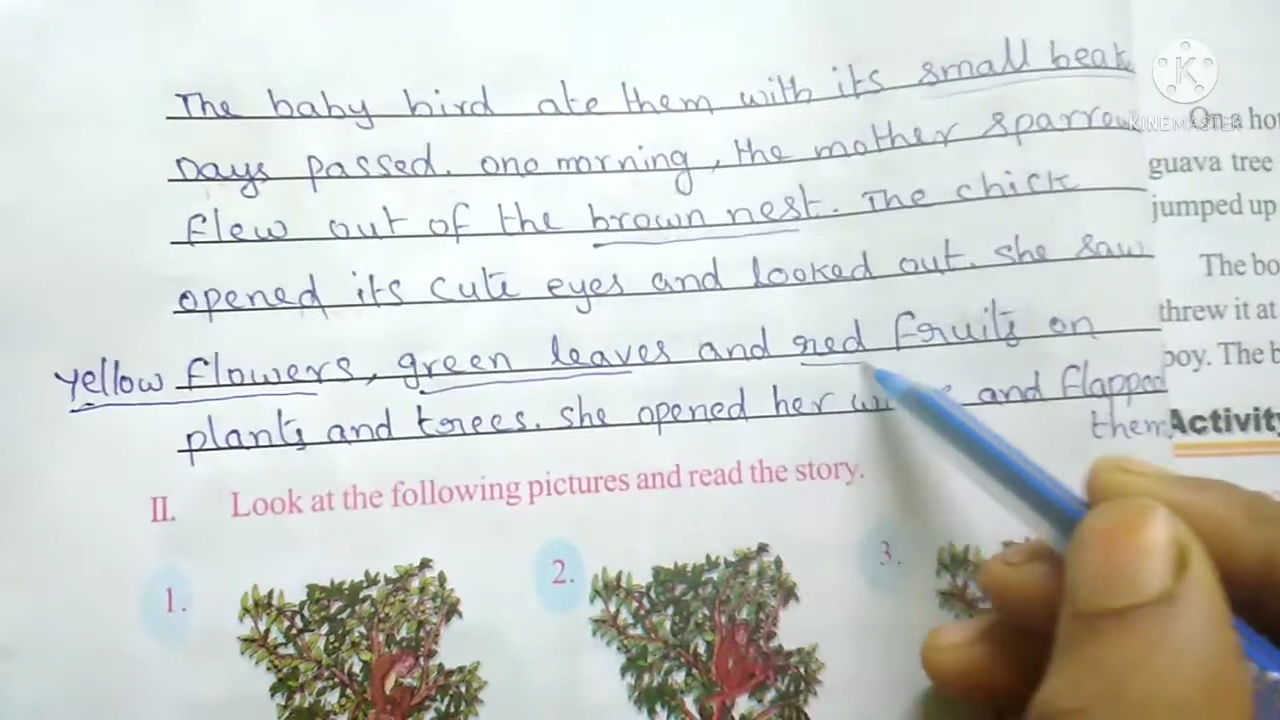 The baby bird ate them with its small beak
Days passed. one morning, the mother sparrow
flew out of the brown nest. The chick
opened its cute eyes and looked out. she saw
yellow flowers, green leaves and red fruits on
plants and trees. she opened her and flapped
them
II. Look at the following pictures and read the story.
1.
2.
3.
K
KINEMASTER
One ho
guava tree
jumped up
The bo
threw it at
boy. The b
Activity